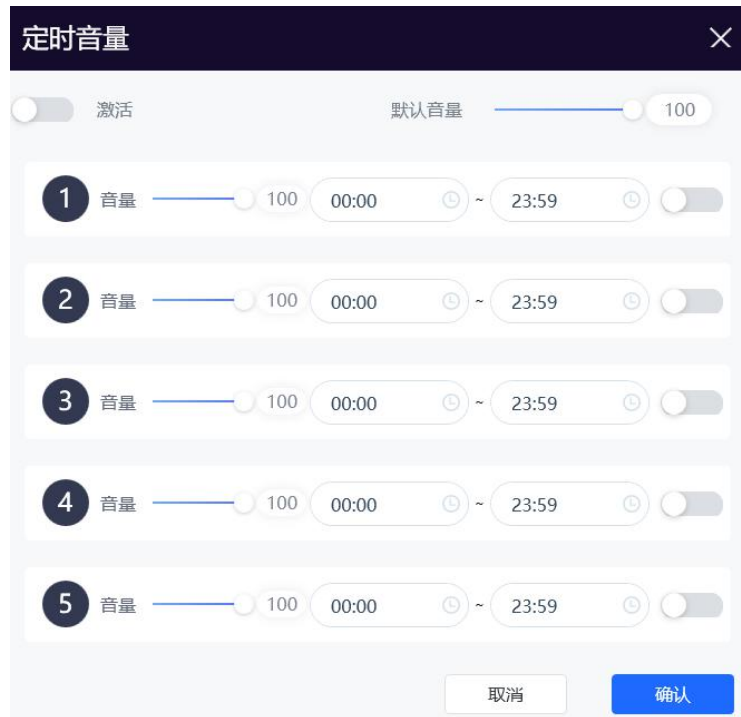 定时音量
激活 默认音量 100
1 音量 100 00:00 ~ 23:59
2 音量 100 00:00 ~ 23:59
3 音量 100 00:00 ~ 23:59
4 音量 100 00:00 ~ 23:59
5 音量 100 00:00 ~ 23:59
取消 确认